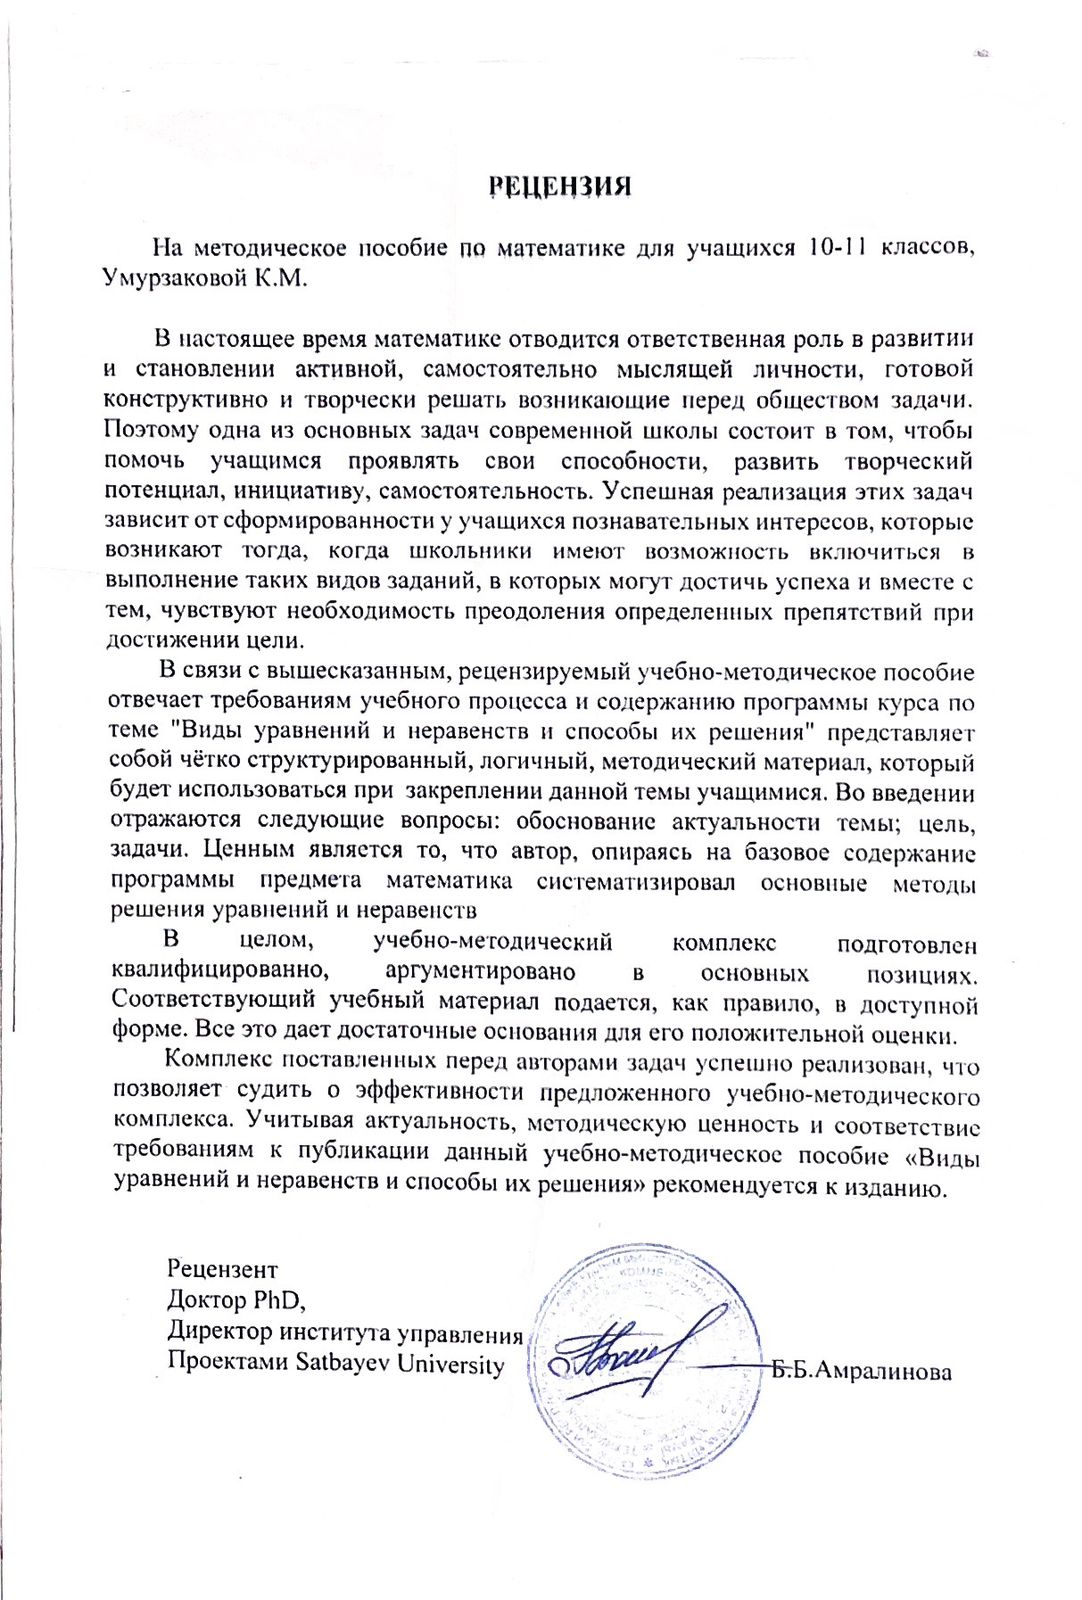 РЕЦЕНЗИЯ
На методическое пособие по математике для учащихся 10-11 классов,
Умурзаковой К.М.
В настоящее время математике отводится ответственная роль в развитии
и становлении активной, самостоятельно мыслящей личности, готовой
конструктивно и творчески решать возникающие перед обществом задачи.
Поэтому одна из основных задач современной школы состоит в том, чтобы
помочь учащимся проявлять свои способности, развить творческий
потенциал, инициативу, самостоятельность. Успешная реализация этих задач
зависит от сформированности у учащихся познавательных интересов, которые
возникают тогда, когда школьники имеют возможность включиться в
выполнение таких видов заданий, в которых могут достичь успеха и вместе с
тем, чувствуют необходимость преодоления определенных препятствий при
достижении цели.
В связи с вышесказанным, рецензируемый учебно-методическое пособие
отвечает требованиям учебного процесса и содержанию программы курса по
теме "Виды уравнений и неравенств и способы их решения" представляет
собой чётко структурированный, логичный, методический материал, который
будет использоваться при закреплении данной темы учащимися. Во введении
отражаются следующие вопросы: обоснование актуальности темы; цель,
задачи. Ценным является то, что автор, опираясь на базовое содержание
программы предмета математика систематизировал основные методы
решения уравнений и неравенств
В целом, учебно-методический комплекс подготовлен
квалифицированно, аргументировано в основных позициях.
Соответствующий учебный материал подается, как правило, в доступной
форме. Все это дает достаточные основания для его положительной оценки.
Комплекс поставленных перед авторами задач успешно реализован, что
позволяет судить о эффективности предложенного учебно-методического
комплекса. Учитывая актуальность, методическую ценность и соответствие
требованиям к публикации данный учебно-методическое пособие «Виды
уравнений и неравенств и способы их решения» рекомендуется к изданию.
Рецензент
Доктор PhD,
Директор института управления
Проектами Satbayev University
Б.Б.Амралинова